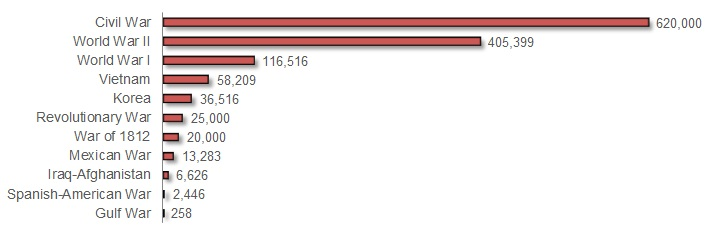 Civil War 620,000
World War II 405,399
World War I 116,516
Vietnam 58,209
Korea 36,516
Revolutionary War 25,000
War of 1812 20,000
Mexican War 13,283
Iraq-Afghanistan 6,626
Spanish-American War 2,446
Gulf War 258